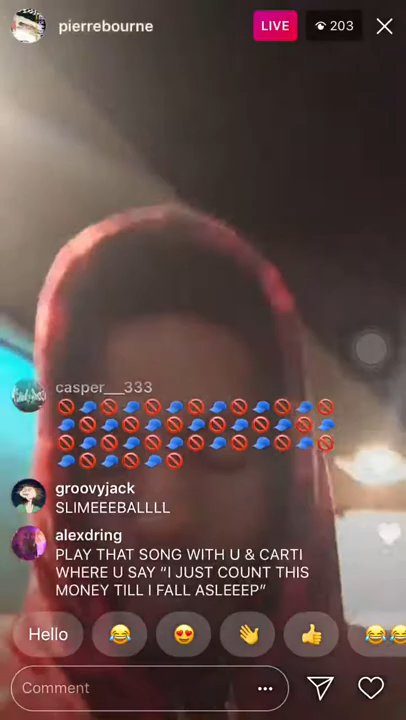 pierrebourne
LIVE
203
casper___333
🚫🧢🚫🧢🚫🧢🚫🧢🚫🧢🚫🧢🚫
🧢🚫🧢🚫🧢🚫🧢🚫🧢🚫🧢🚫🧢
🚫🧢🚫🧢🚫🧢🚫🧢🚫🧢🚫🧢🚫
🧢🚫🧢🚫🧢🚫
groovyjack
SLIMEEEBALLLL
alexdring
PLAY THAT SONG WITH U & CARTI
WHERE U SAY “I JUST COUNT THIS
MONEY TILL I FALL ASLEEEP”
Hello 😂 😍 👋 👍 😂😂
Comment ...